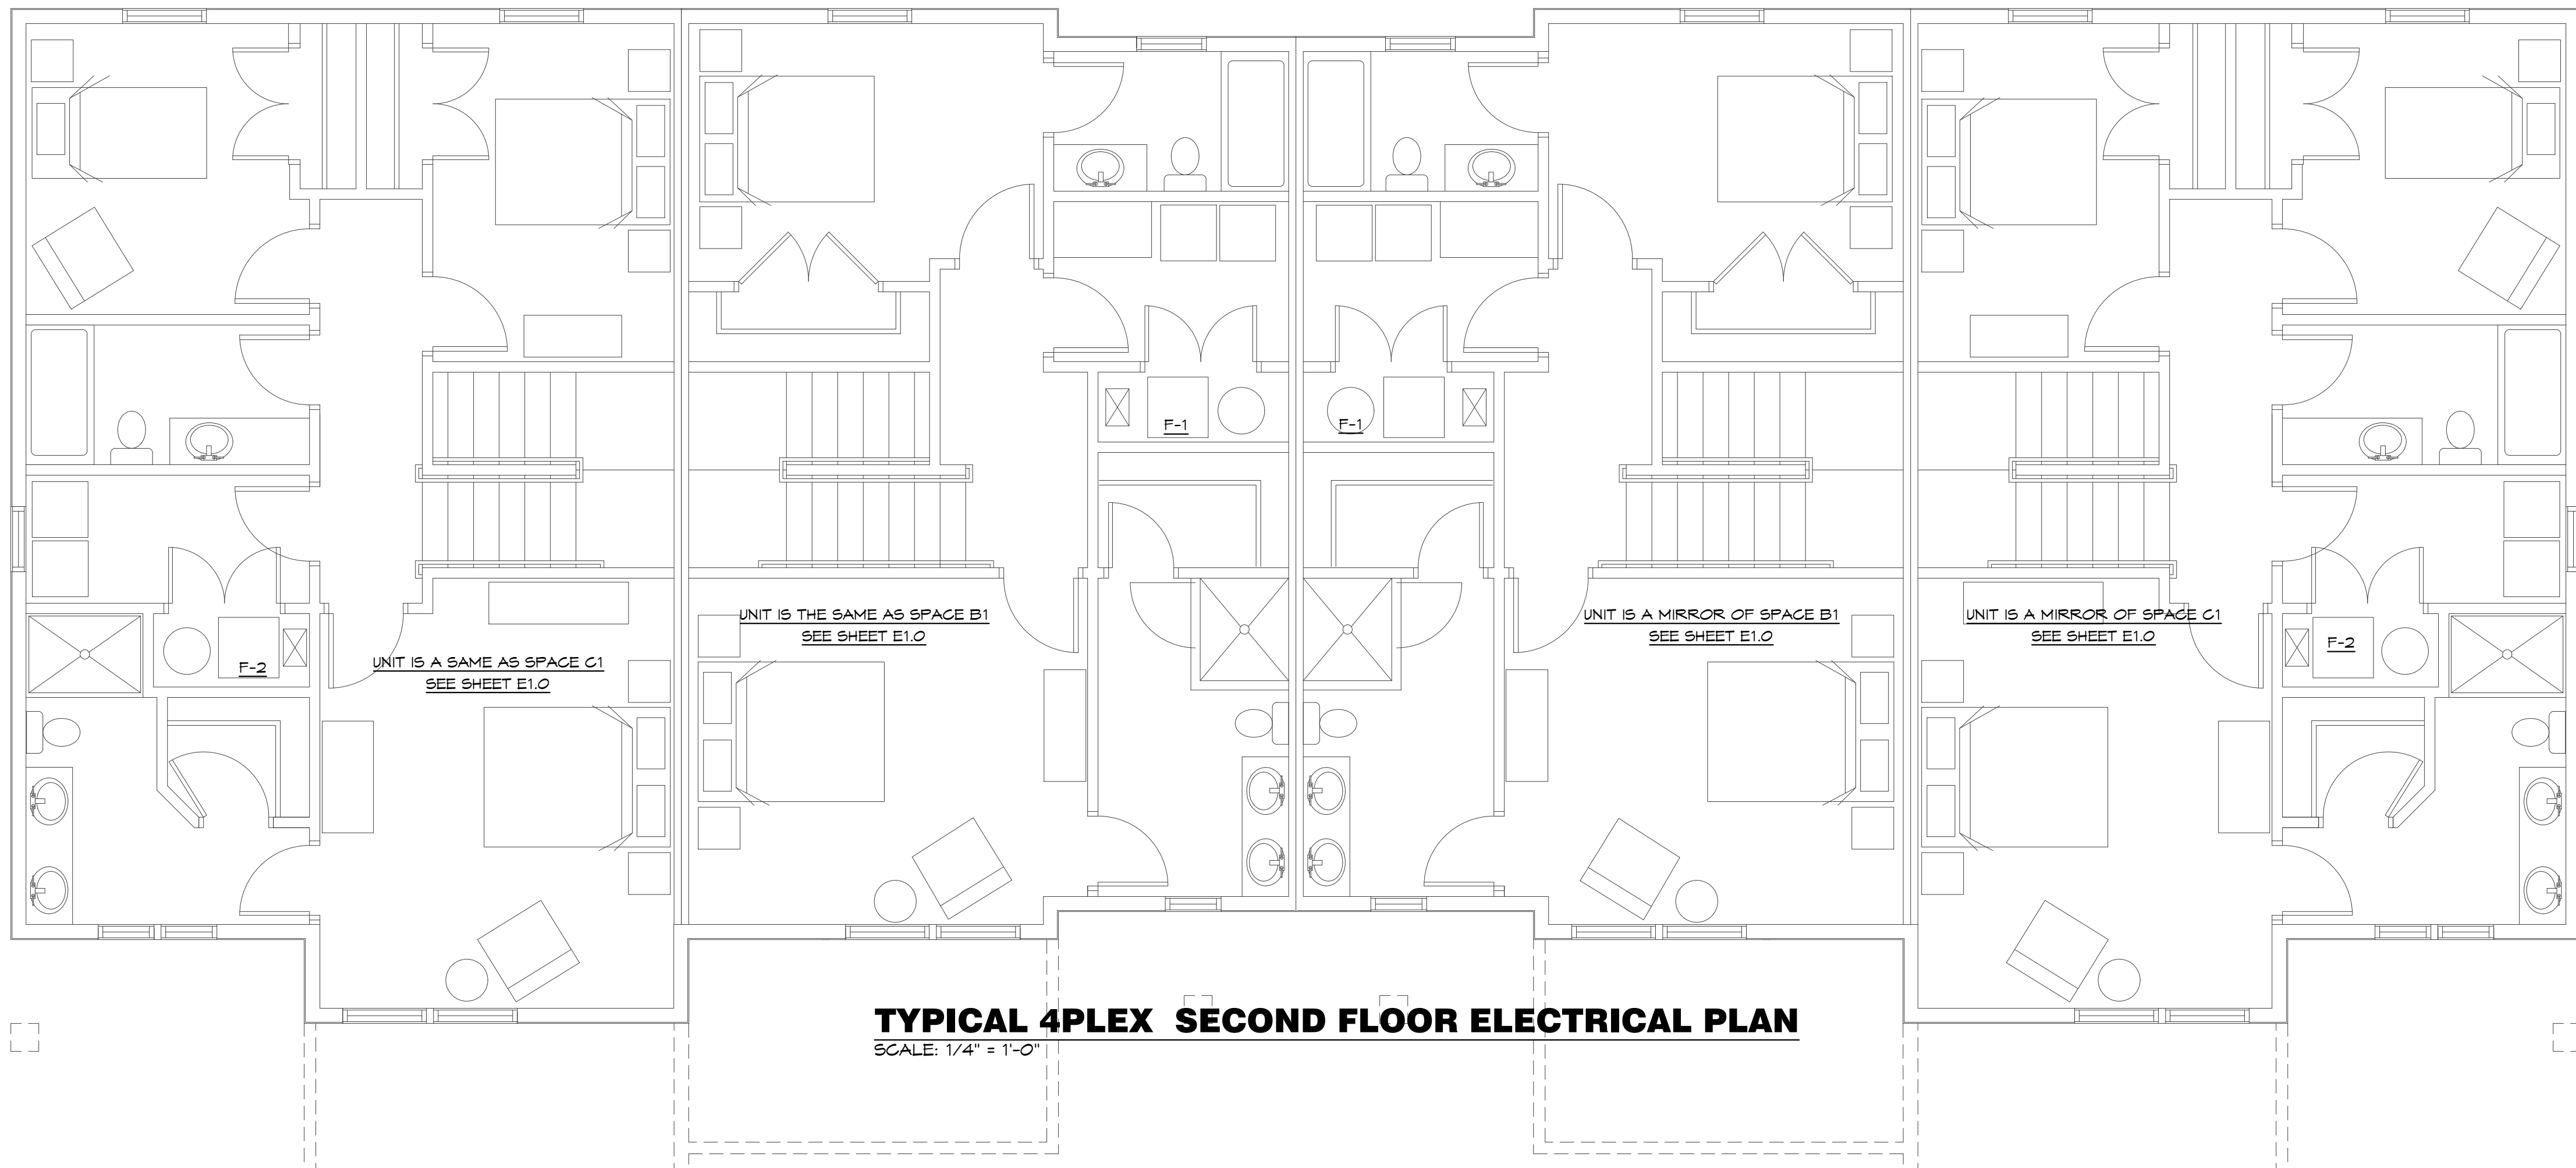 F-1
F-1
UNIT IS THE SAME AS SPACE B1
SEE SHEET E1.0
UNIT IS A MIRROR OF SPACE B1
SEE SHEET E1.0
UNIT IS A MIRROR OF SPACE C1
SEE SHEET E1.0
F-2
F-2
UNIT IS A SAME AS SPACE C1
SEE SHEET E1.0
TYPICAL 4PLEX SECOND FLOOR ELECTRICAL PLAN
SCALE: 1/4" = 1'-0"